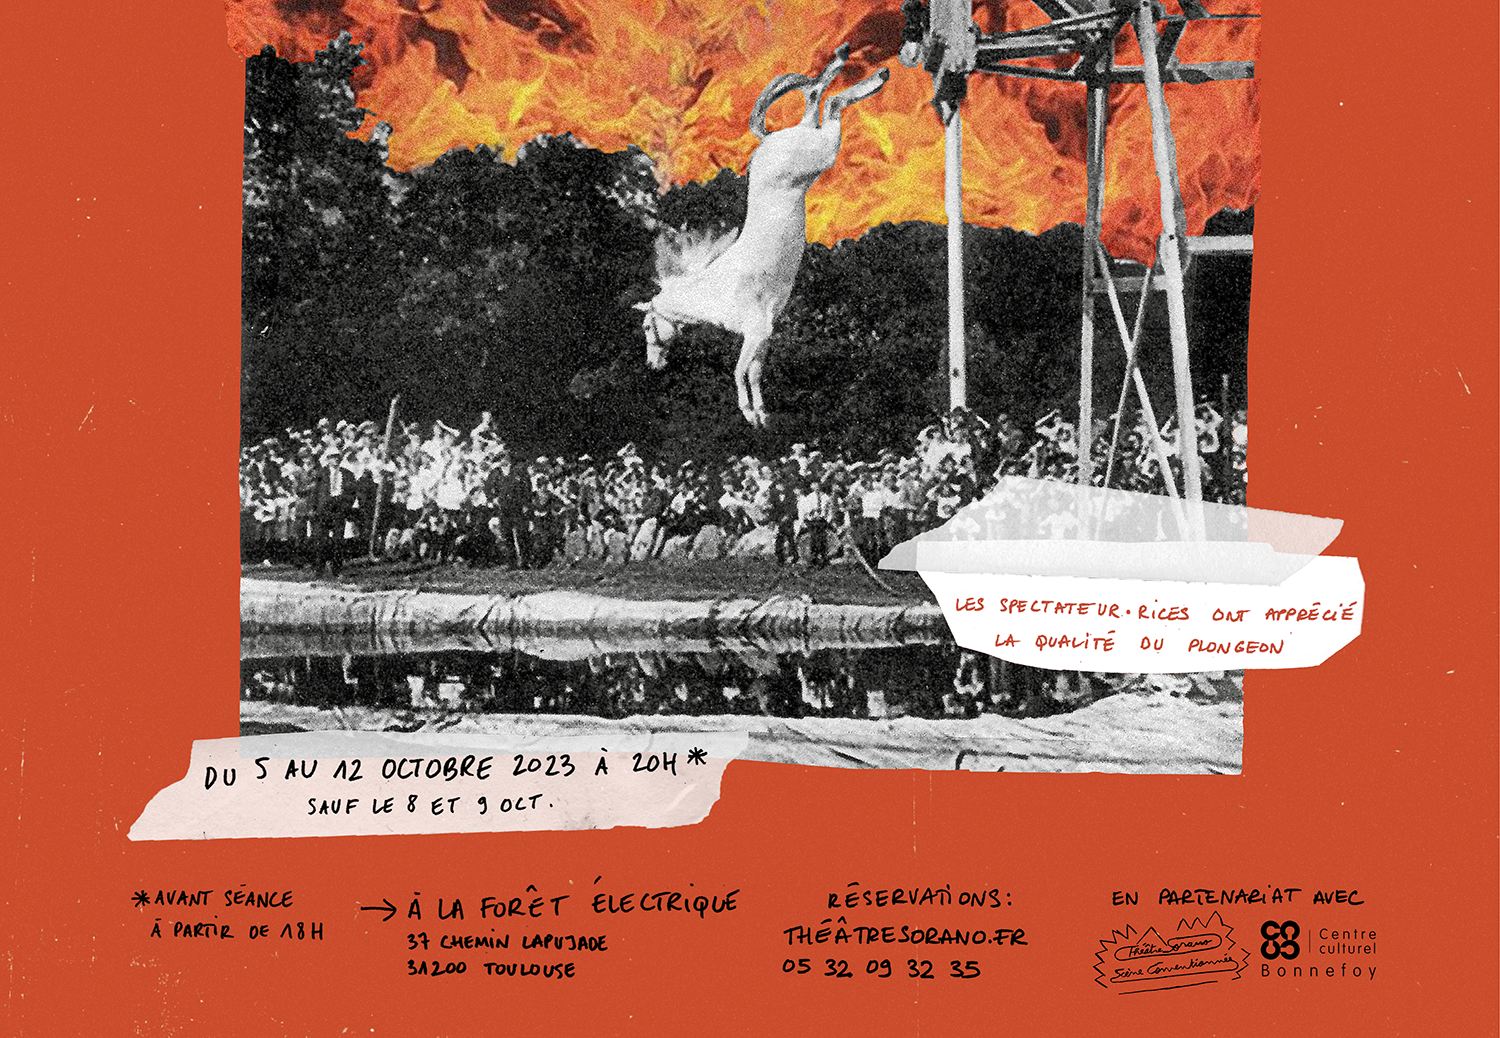 LES SPECTATEUR·RICES ONT APPRÉCIÉ
LA QUALITÉ DU PLONGEON
DU 5 AU 12 OCTOBRE 2023 À 20H*
SAUF LE 8 ET 9 OCT.
*AVANT SÉANCE
À PARTIR DE 18H
→ À LA FORÊT ÉLECTRIQUE
37 CHEMIN LAPUJADE
31200 TOULOUSE
RÉSERVATIONS:
THÉÂTRESORANO.FR
05 32 09 32 35
EN PARTENARIAT AVEC
Théâtre Sorano
Scène Conventionnée
Centre
culturel
Bonnefoy